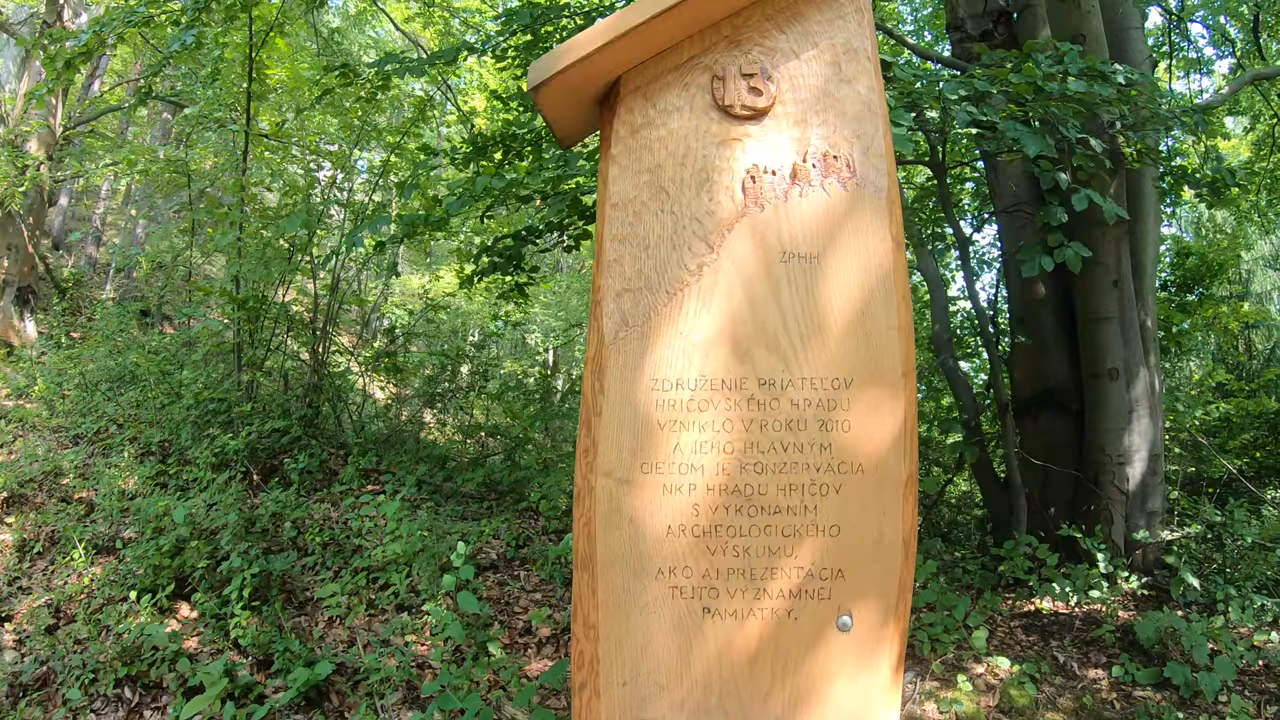 13
ZPHH
ZDRUŽENIE PRIATEĽOV
HRIČOVSKÉHO HRADU
VZNIKLO V ROKU 2010
A JEHO HLAVNÝM
CIEĽOM JE KONZERVÁCIA
NKP HRADU HRIČOV
S VYKONANÍM
ARCHEOLOGICKÉHO
VÝSKUMU,
AKO AJ PREZENTÁCIA
TEJTO VÝZNAMNEJ
PAMIATKY.